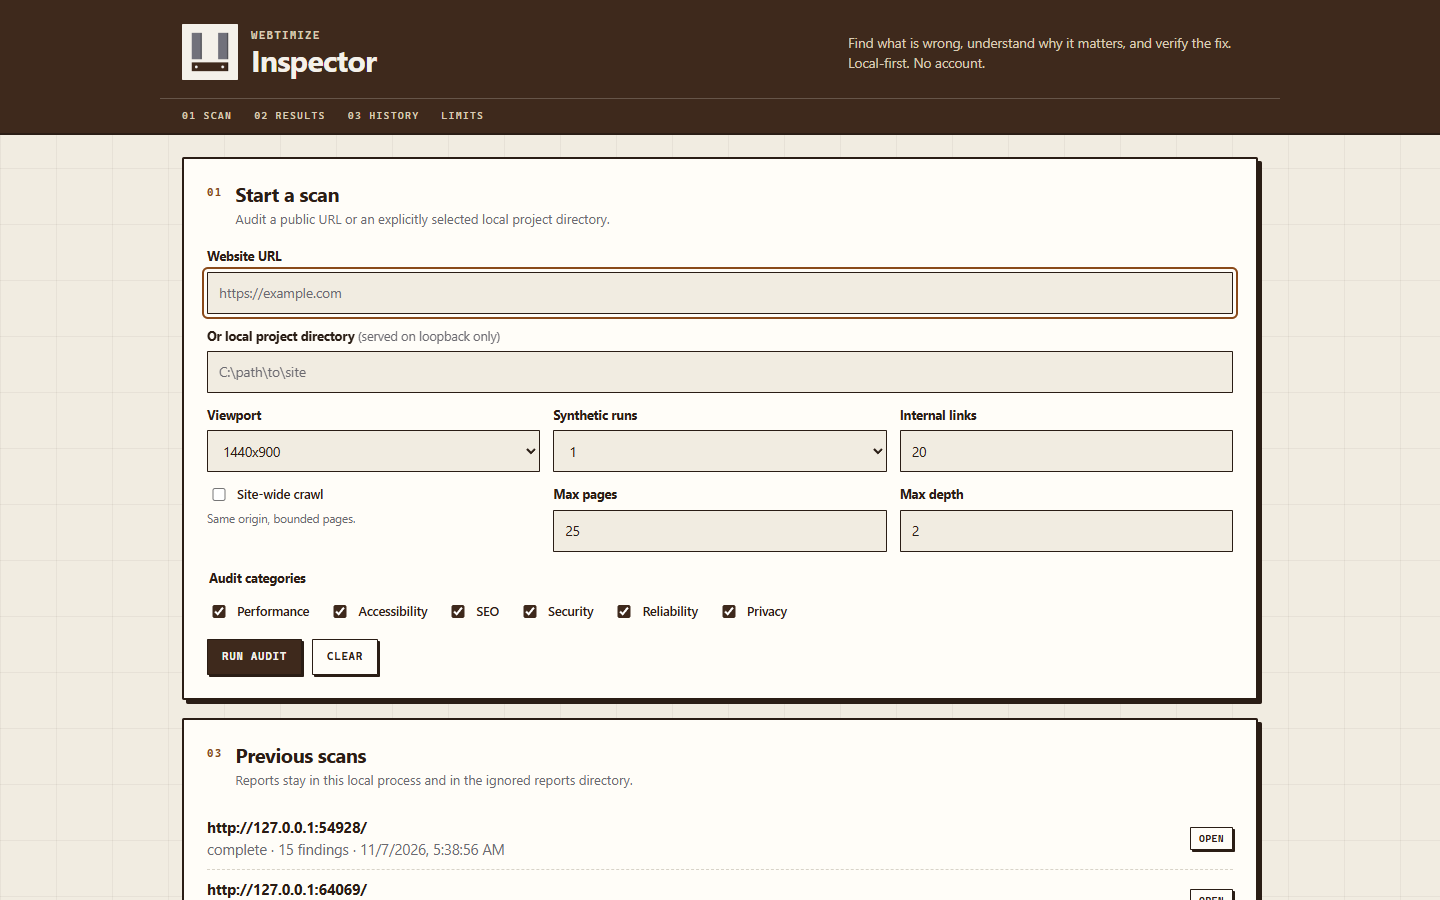 WEBTIMIZE
Inspector
Find what is wrong, understand why it matters, and verify the fix.
Local-first. No account.
01 SCAN 02 RESULTS 03 HISTORY LIMITS
01 Start a scan
Audit a public URL or an explicitly selected local project directory.
Website URL
https://example.com
Or local project directory (served on loopback only)
C:\path\to\site
Viewport Synthetic runs Internal links
1440x900 1 20
Site-wide crawl Max pages Max depth
Same origin, bounded pages.
25 2
Audit categories
Performance Accessibility SEO Security Reliability Privacy
RUN AUDIT CLEAR
03 Previous scans
Reports stay in this local process and in the ignored reports directory.
http://127.0.0.1:54928/
complete · 15 findings · 11/7/2026, 5:38:56 AM
OPEN
http://127.0.0.1:64069/
OPEN